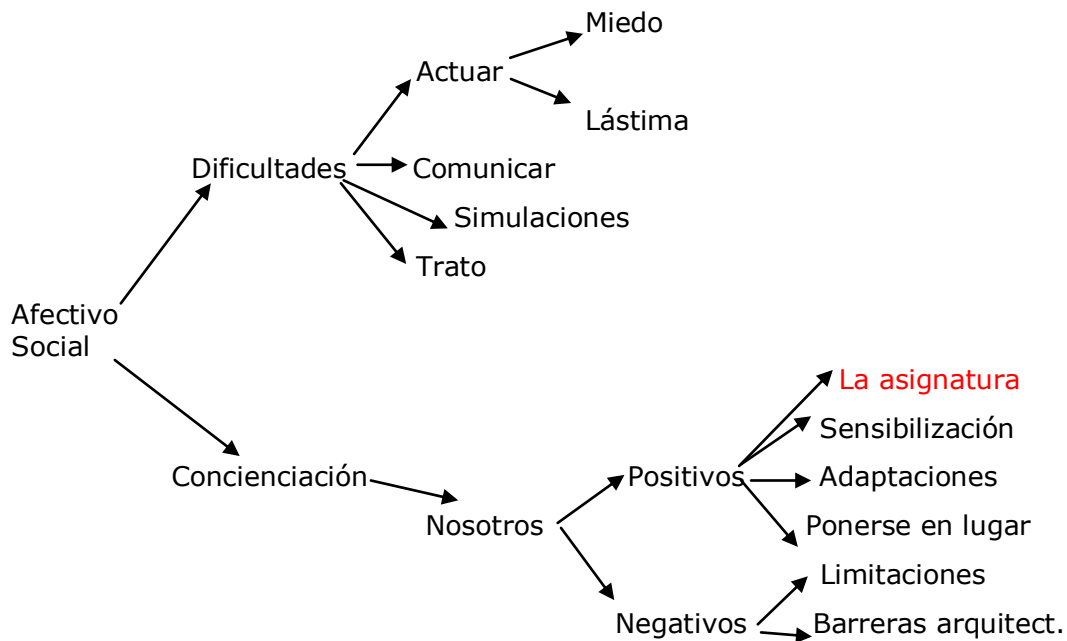 Miedo
Actuar
Lástima
Dificultades
Comunicar
Simulaciones
Trato
Afectivo
Social
La asignatura
Sensibilización
Concienciación
Positivos
Adaptaciones
Nosotros
Ponerse en lugar
Limitaciones
Negativos
Barreras arquitect.